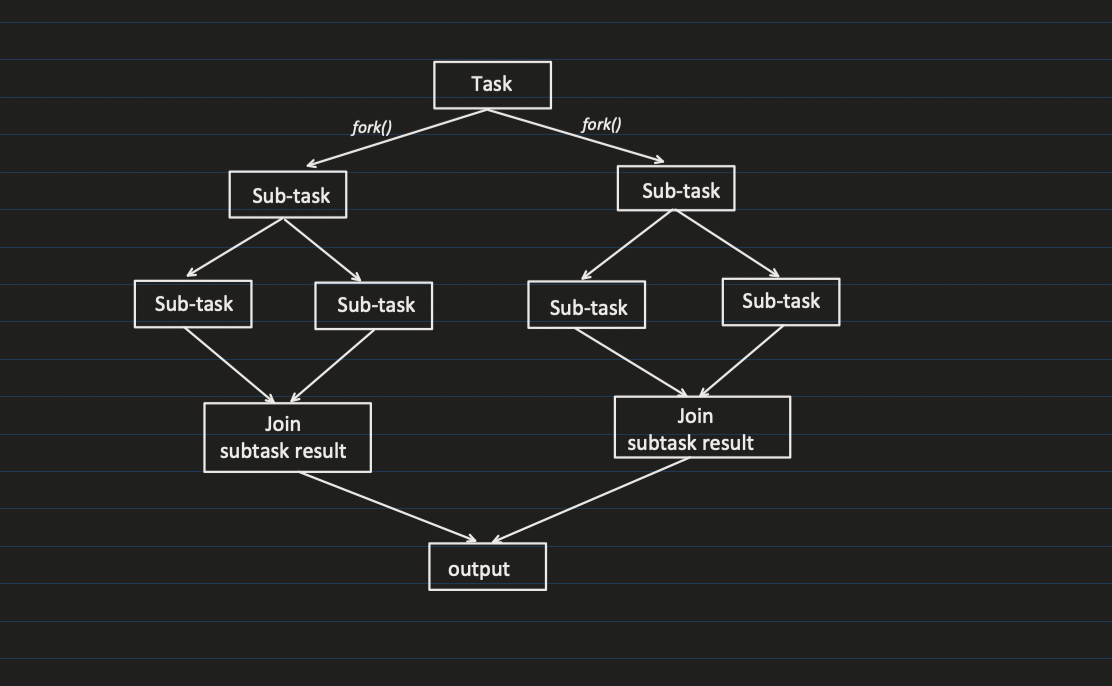 Task
fork()
fork()
Sub-task
Sub-task
Sub-task
Sub-task
Sub-task
Sub-task
Join
subtask result
Join
subtask result
output